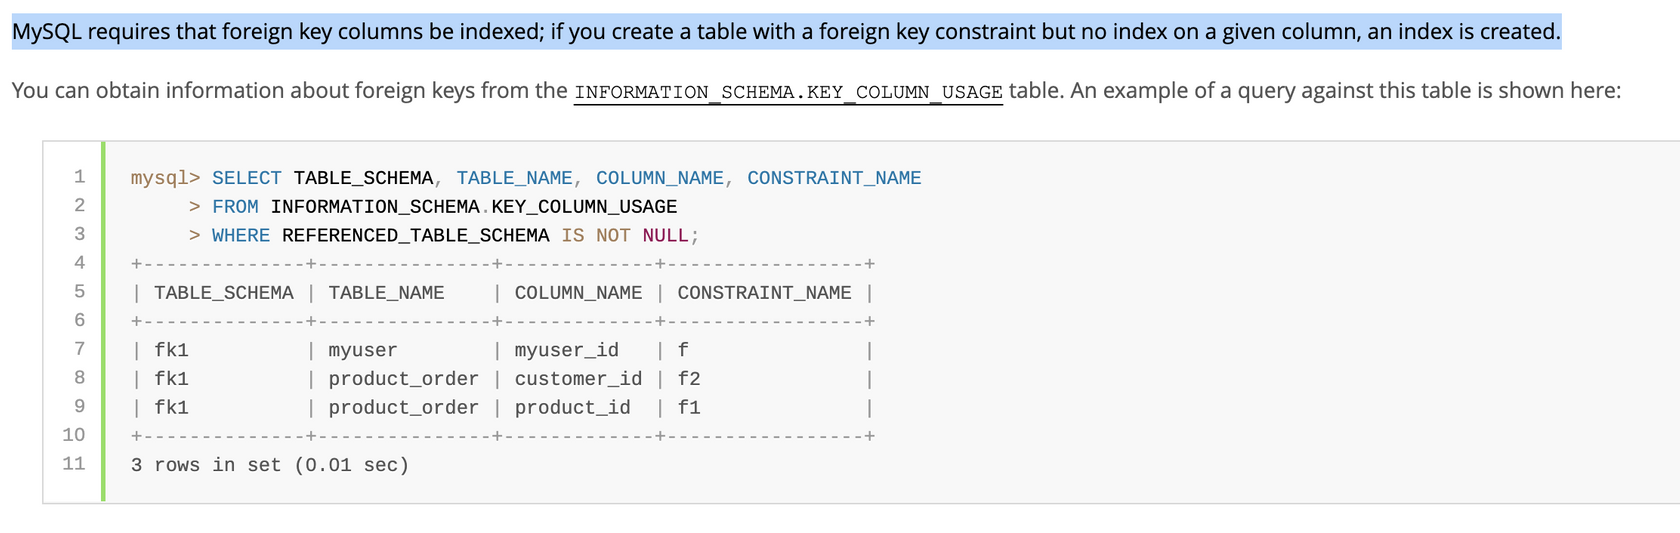 MySQL requires that foreign key columns be indexed; if you create a table with a foreign key constraint but no index on a given column, an index is created.
You can obtain information about foreign keys from the INFORMATION_SCHEMA.KEY_COLUMN_USAGE table. An example of a query against this table is shown here:
1 mysql> SELECT TABLE_SCHEMA, TABLE_NAME, COLUMN_NAME, CONSTRAINT_NAME
2      > FROM INFORMATION_SCHEMA.KEY_COLUMN_USAGE
3      > WHERE REFERENCED_TABLE_SCHEMA IS NOT NULL;
4 +--------------+---------------+-------------+-----------------+
5 | TABLE_SCHEMA | TABLE_NAME    | COLUMN_NAME | CONSTRAINT_NAME |
6 +--------------+---------------+-------------+-----------------+
7 | fk1          | myuser        | myuser_id   | f               |
8 | fk1          | product_order | customer_id | f2              |
9 | fk1          | product_order | product_id  | f1              |
10 +--------------+---------------+-------------+-----------------+
11 3 rows in set (0.01 sec)